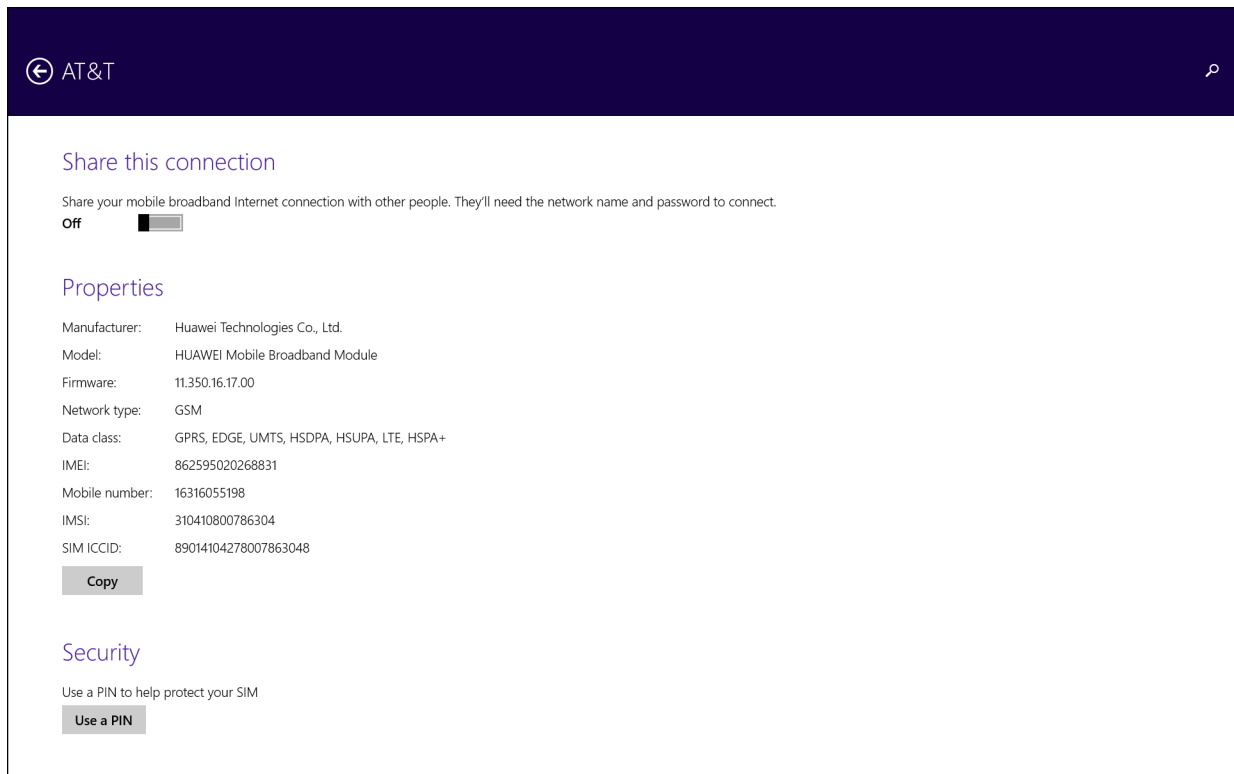 AT&T
Share this connection
Share your mobile broadband Internet connection with other people. They'll need the network name and password to connect.
Off
Properties
Manufacturer: Huawei Technologies Co., Ltd.
Model: HUAWEI Mobile Broadband Module
Firmware: 11.350.16.17.00
Network type: GSM
Data class: GPRS, EDGE, UMTS, HSDPA, HSUPA, LTE, HSPA+
IMEI: 862595020268831
Mobile number: 16316055198
IMSI: 310410800786304
SIM ICCID: 89014104278007863048
Copy
Security
Use a PIN to help protect your SIM
Use a PIN